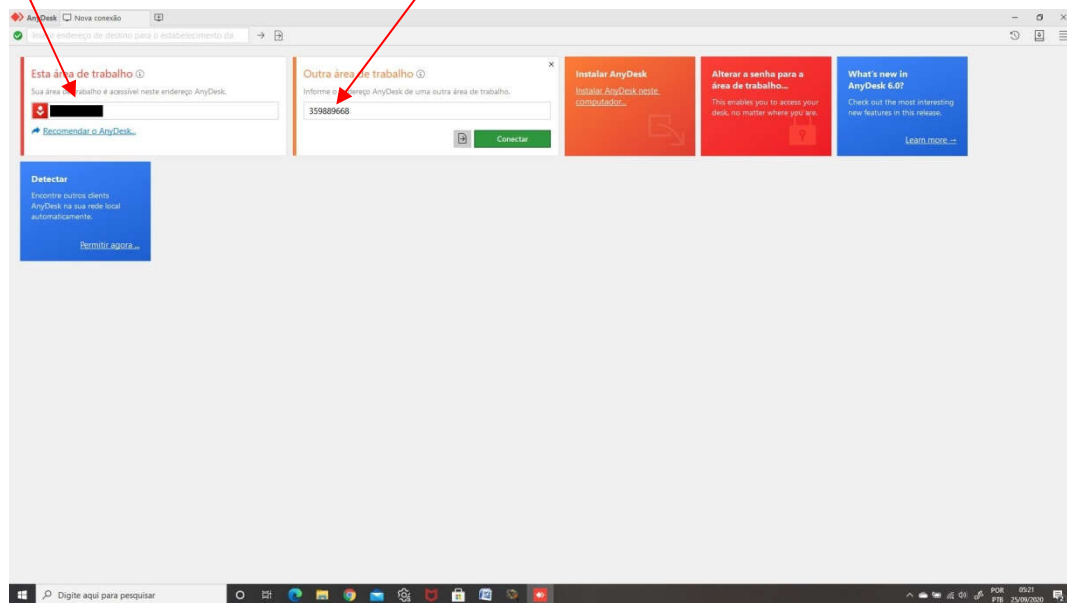 AnyDesk Nova conexão
Esta área de trabalho
Sua área de trabalho é acessível neste endereço AnyDesk.
Recomendar o AnyDesk...
Outra área de trabalho
Informe o endereço AnyDesk de uma outra área de trabalho.
359889668
Conectar
Instalar AnyDesk
Instalar AnyDesk neste
computador...
Alterar a senha para a
área de trabalho...
This enables you to access your
desk, no matter where you are.
What's new in
AnyDesk 6.0?
Check out the most interesting
new features in this release.
Learn more →
Detectar
Encontre outros clients
AnyDesk na sua rede local
automaticamente.
Permitir agora...
Digite aqui para pesquisar
POR 05:21
PTB 25/09/2020